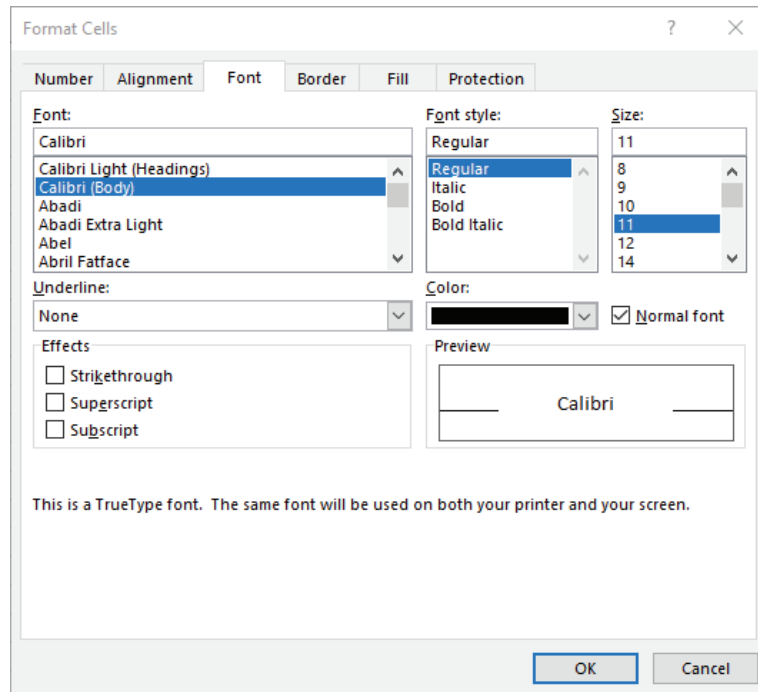 Format Cells ?
Number Alignment Font Border Fill Protection
Font: Font style: Size:
Calibri Regular 11
Calibri Light (Headings) Regular 8
Calibri (Body) Italic 9
Abadi Bold 10
Abadi Extra Light Bold Italic 11
Abel 12
Abril Fatface 14
Underline: Color:
None Normal font
Effects Preview
Strikethrough
Superscript Calibri
Subscript
This is a TrueType font. The same font will be used on both your printer and your screen.
OK Cancel